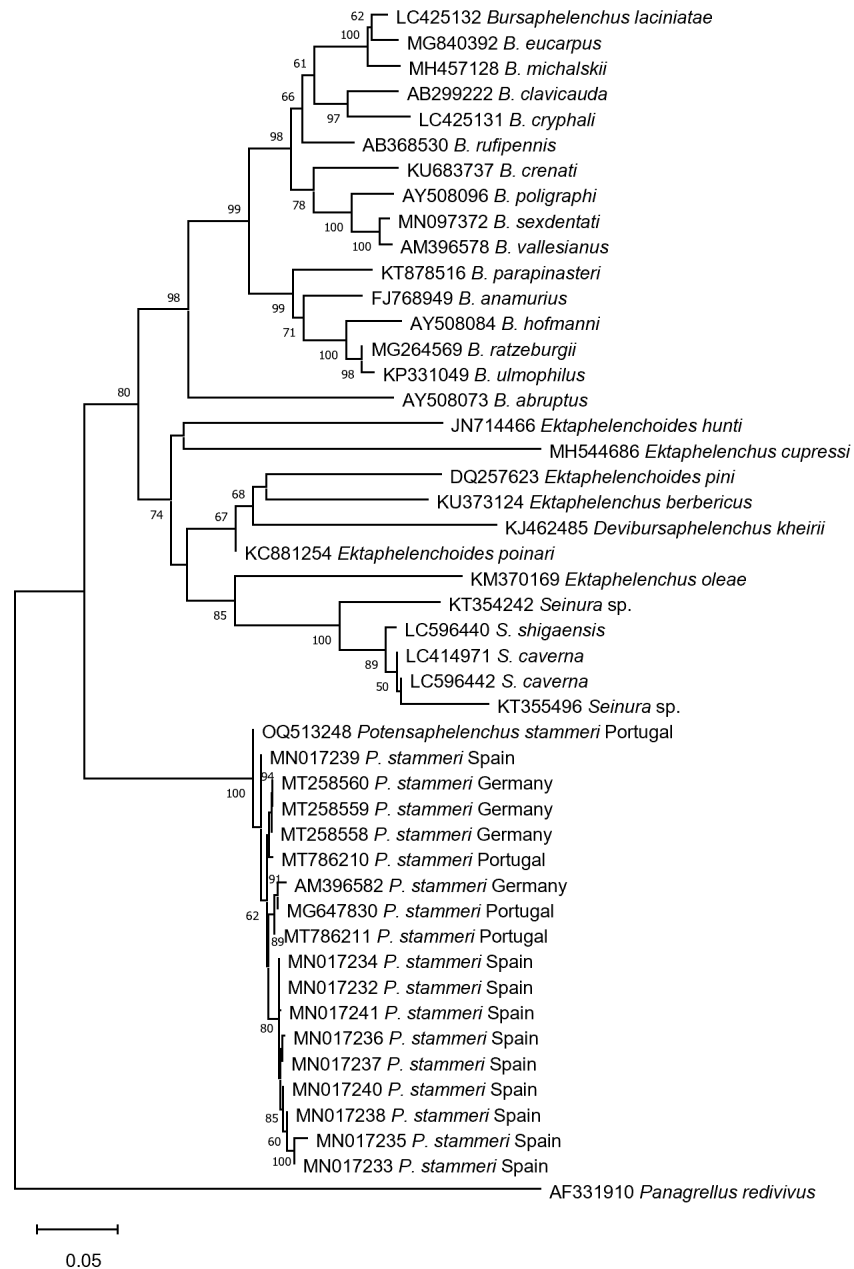 62
LC425132 Bursaphelenchus laciniatae
100
MG840392 B. eucarpus
61
MH457128 B. michalskii
66
AB299222 B. clavicauda
97
LC425131 B. cryphali
98
AB368530 B. rufipennis
KU683737 B. crenati
78
AY508096 B. poligraphi
99
100
MN097372 B. sexdentati
100
AM396578 B. vallesianus
KT878516 B. parapinasteri
98
99
FJ768949 B. anamurius
71
AY508084 B. hofmanni
100
MG264569 B. ratzeburgii
98
KP331049 B. ulmophilus
80
AY508073 B. abruptus
JN714466 Ektaphelenchoides hunti
MH544686 Ektaphelenchus cupressi
DQ257623 Ektaphelenchoides pini
68
KU373124 Ektaphelenchus berbericus
74
67
KJ462485 Devibursaphelenchus kheirii
KC881254 Ektaphelenchoides poinari
KM370169 Ektaphelenchus oleae
85
KT354242 Seinura sp.
100
LC596440 S. shigaensis
89
LC414971 S. caverna
50
LC596442 S. caverna
KT355496 Seinura sp.
OQ513248 Potensaphelenchus stammeri Portugal
MN017239 P. stammeri Spain
94
100
MT258560 P. stammeri Germany
MT258559 P. stammeri Germany
MT258558 P. stammeri Germany
MT786210 P. stammeri Portugal
91
AM396582 P. stammeri Germany
62
MG647830 P. stammeri Portugal
89
MT786211 P. stammeri Portugal
MN017234 P. stammeri Spain
MN017232 P. stammeri Spain
MN017241 P. stammeri Spain
80
MN017236 P. stammeri Spain
MN017237 P. stammeri Spain
MN017240 P. stammeri Spain
85
MN017238 P. stammeri Spain
60
MN017235 P. stammeri Spain
100
MN017233 P. stammeri Spain
AF331910 Panagrellus redivivus
0.05